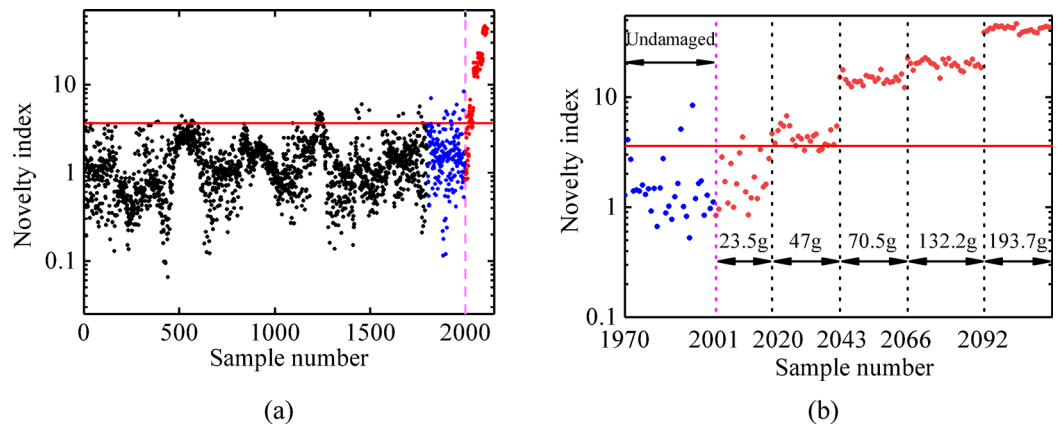 Novelty index
10
1
0.1
0
500
1000
1500
2000
Sample number
(a)
Novelty index
Undamaged
10
1
0.1
23.5g
47g
70.5g
132.2g
193.7g
1970
2001
2020
2043
2066
2092
Sample number
(b)